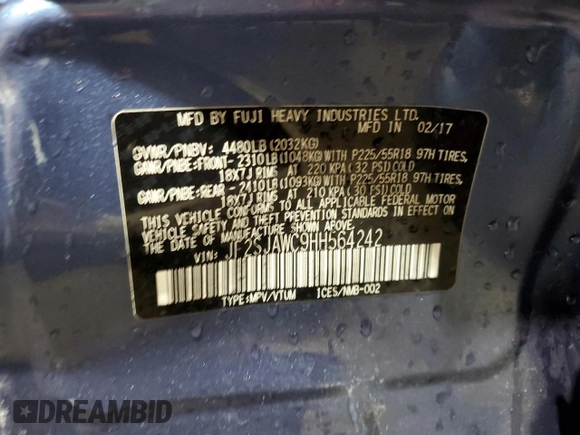 MFD BY FUJI HEAVY INDUSTRIES LTD.
MFR IN 02/17
GVWR/PNBV: 4480LB(2032KG)
GAWR/PNBE:FRONT- 2310LB(1048KG)WITH P225/55R18 97H TIRES,
18X7J RIMS AT 220 KPA(32 PSI)COLD
GAWR/PNBE:REAR - 2410LB(1093KG)WITH P225/55R18 97H TIRES,
18X7J RIMS AT 210 KPA(30 PSI)COLD
THIS VEHICLE CONFORMS TO ALL APPLICABLE FEDERAL MOTOR
VEHICLE SAFETY AND THEFT PREVENTION STANDARDS
IN EFFECT ON THE DATE OF MANUFACTURE SHOWN ABOVE.
VIN: JF2SJAWC9HH564242
TYPE:MPV/VTUM ICES/NMB-002
DREAMBID